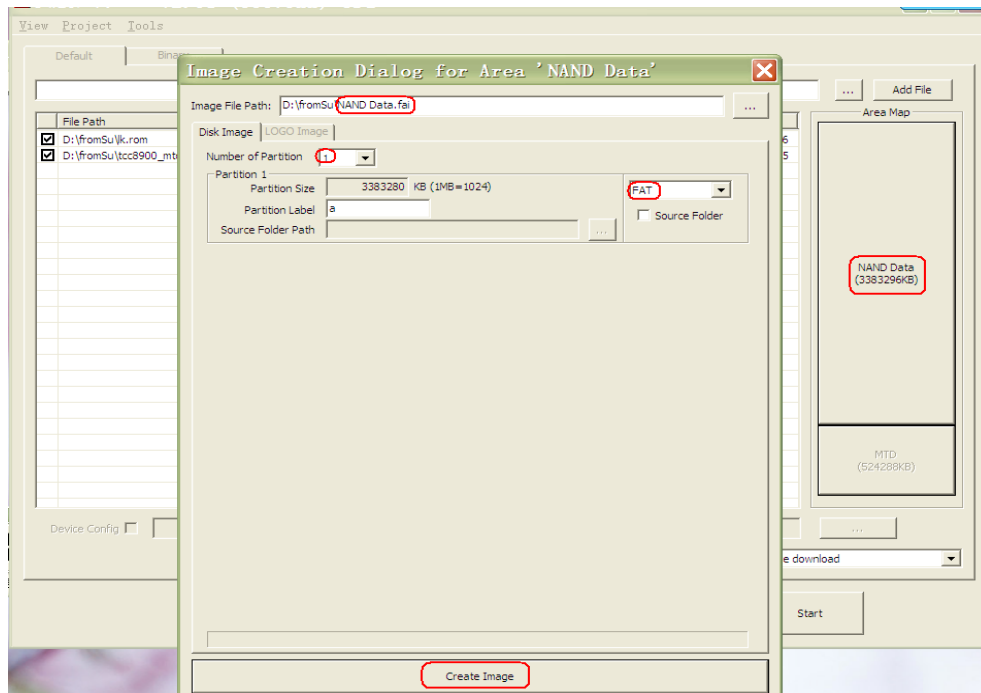 View Project Tools
Default
Image Creation Dialog for Area 'NAND Data'
Image File Path: D:\fromSu\NAND Data.fai ...
... Add File
Disk Image LOGO Image
Area Map
File Path
D:\fromSu\lk.rom 6
D:\fromSu\tcc8900_mt 5
Number of Partition 1
Partition 1
Partition Size 3383280 KB (1MB=1024)
FAT
Partition Label a
Source Folder
Source Folder Path ...
NAND Data
(3383296KB)
MTD
(524288KB)
Device Config ...
e download
Start
Create Image